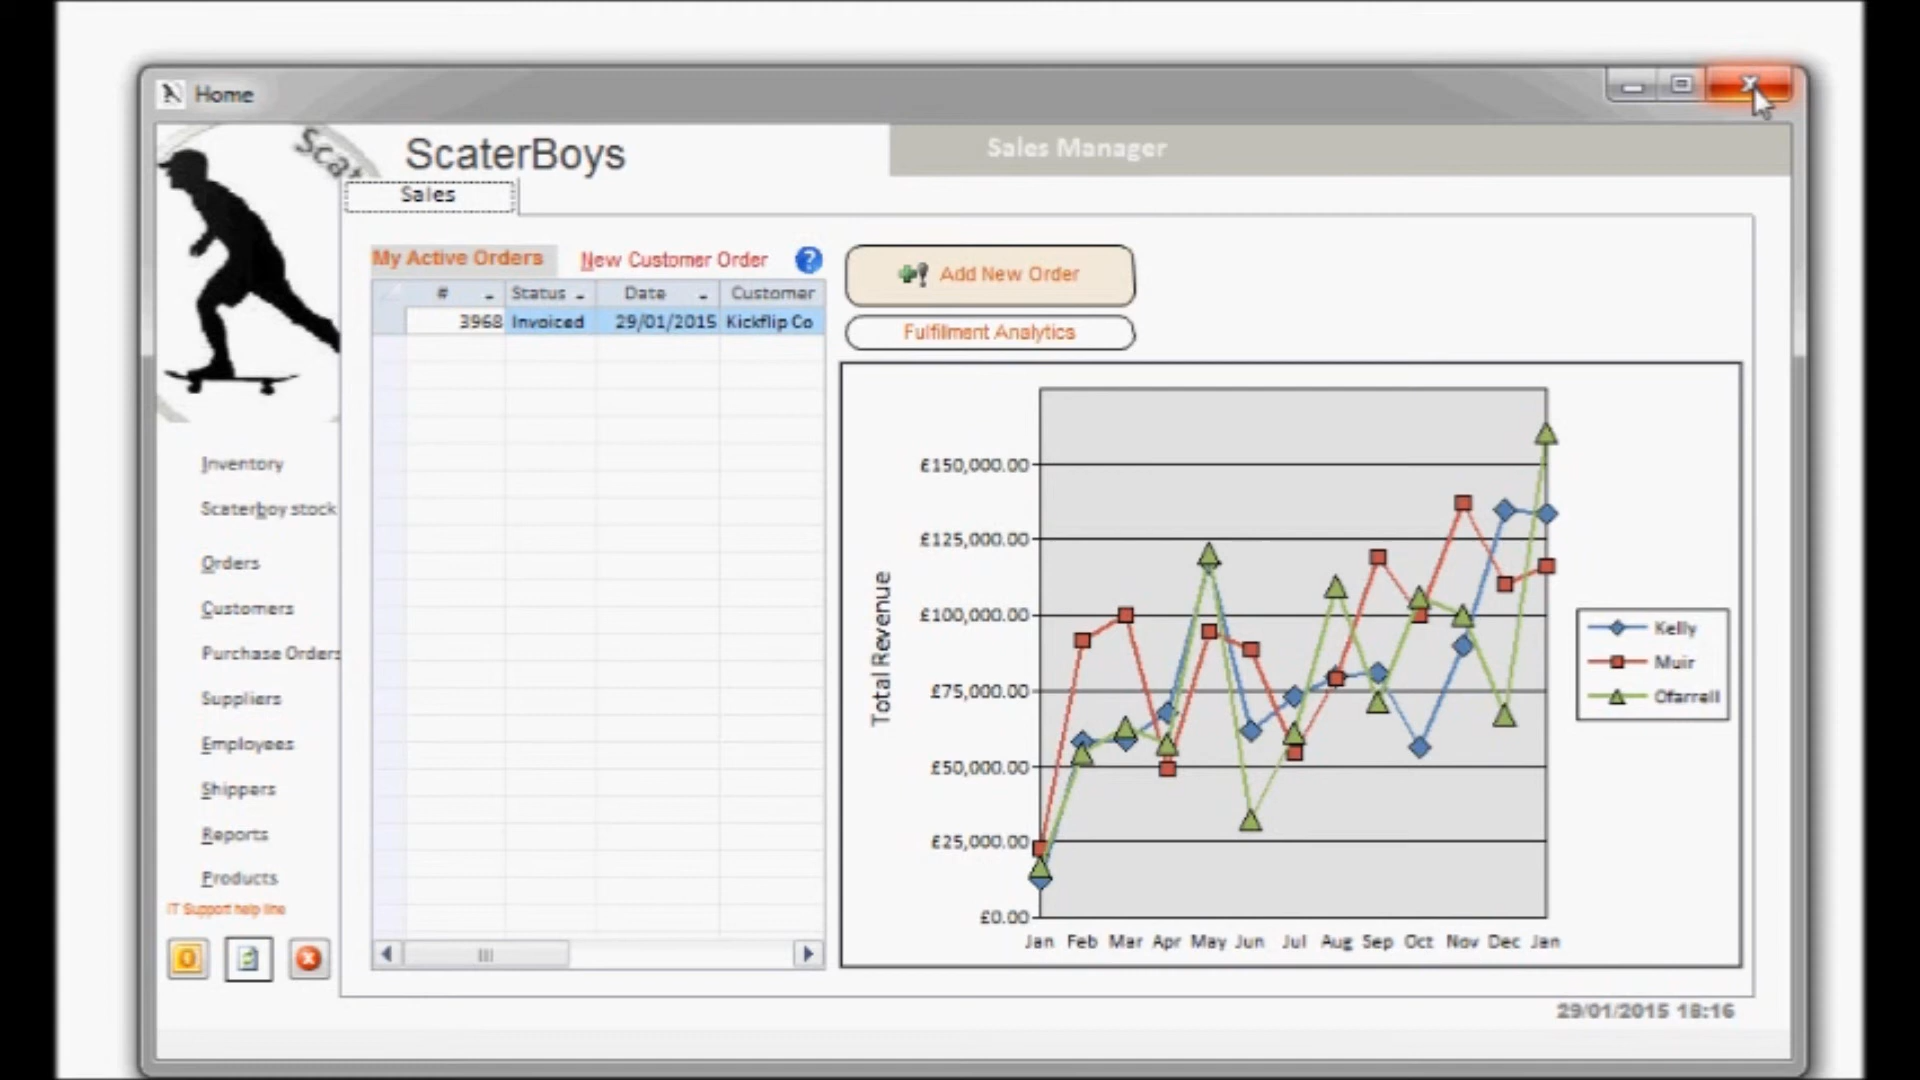 Home
Scat
ScaterBoys
Sales Manager
Sales
My Active Orders
New Customer Order
?
Add New Order
Fulfillment Analytics
# Status Date Customer
3968 Invoiced 29/01/2015 Kickflip Co
Inventory
Scaterboy stock
Orders
Customers
Purchase Orders
Suppliers
Employees
Shippers
Reports
Products
IT Support help line
Total Revenue
£150,000.00
£125,000.00
£100,000.00
£75,000.00
£50,000.00
£25,000.00
£0.00
Jan Feb Mar Apr May Jun Jul Aug Sep Oct Nov Dec Jan
Kelly
Muir
Ofarrell
29/01/2015 18:16